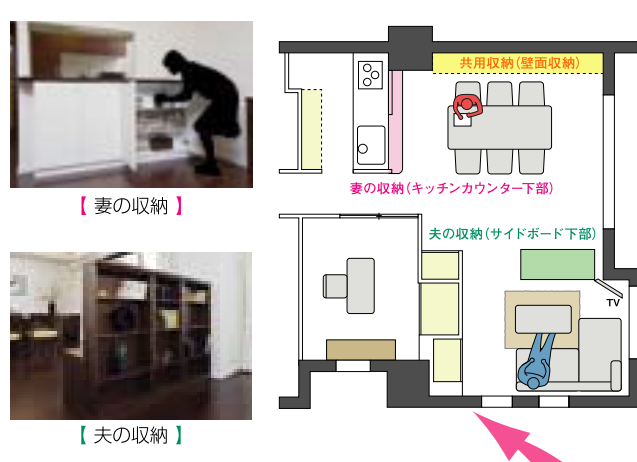 共用収納(壁面収納)
妻の収納(キッチンカウンター下部)
【 妻の収納 】
夫の収納(サイドボード下部)
TV
【 夫の収納 】